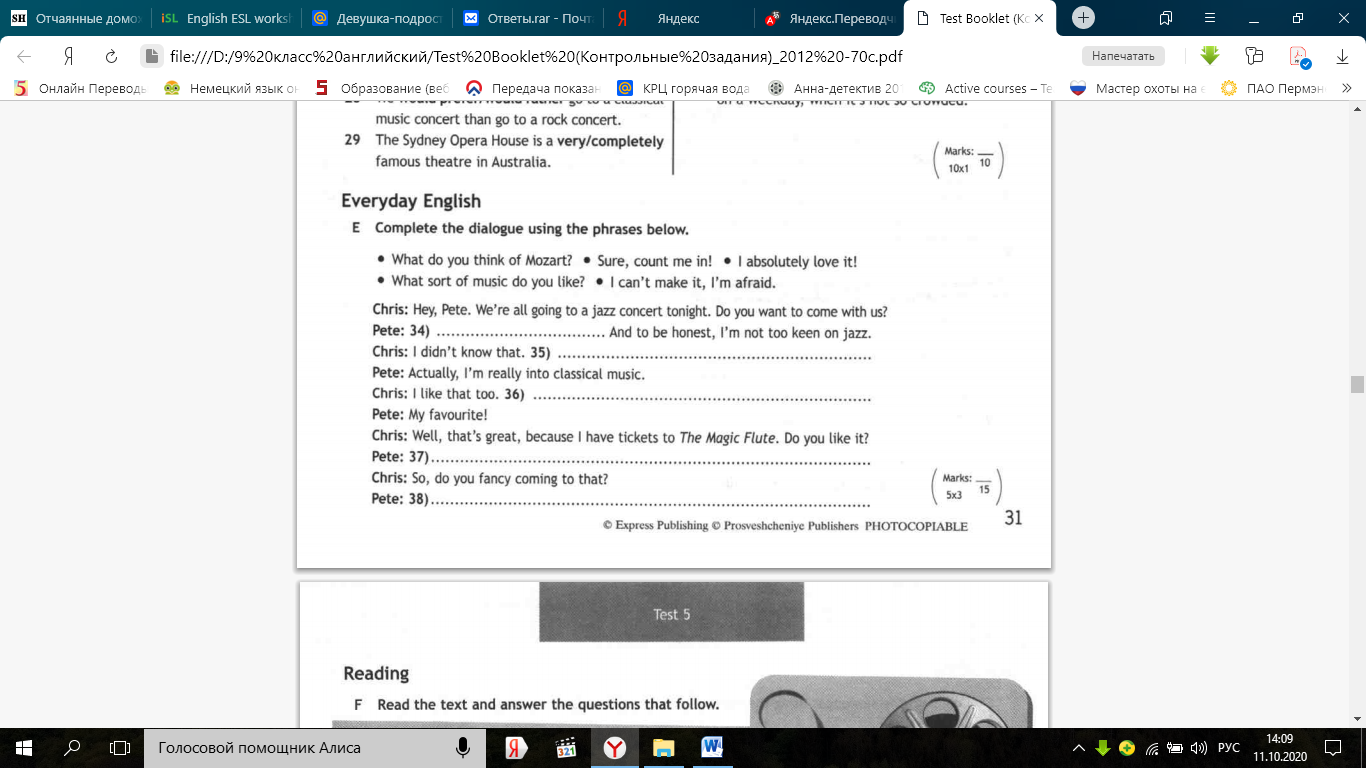 Отчаянные домох
English ESL worksh
Девушка-подрост
Ответы.rar - Почта
Яндекс
Яндекс.Переводчи
Test Booklet (Ко
file:///D:/9%20класс%20английский/Test%20Booklet%20(Контрольные%20задания)_2012%20-70c.pdf
Напечатать
Онлайн Переводч
Немецкий язык он
Образование (веб
Передача показан
КРЦ горячая вода
Анна-детектив 201
Active courses – Te
Мастер охоты на е
ПАО Пермэн
music concert than go to a rock concert.
29 The Sydney Opera House is a very/completely
famous theatre in Australia.
on a weekday, when it's not so crowded.
Marks: 10
10x1
Everyday English
E Complete the dialogue using the phrases below.
• What do you think of Mozart? • Sure, count me in! • I absolutely love it!
• What sort of music do you like? • I can't make it, I'm afraid.
Chris: Hey, Pete. We're all going to a jazz concert tonight. Do you want to come with us?
Pete: 34) .................................. And to be honest, I'm not too keen on jazz.
Chris: I didn't know that. 35) ..................................
Pete: Actually, I'm really into classical music.
Chris: I like that too. 36) ..................................
Pete: My favourite!
Chris: Well, that's great, because I have tickets to The Magic Flute. Do you like it?
Pete: 37)..................................
Chris: So, do you fancy coming to that?
Pete: 38)..................................
Marks: 15
5x3
© Express Publishing © Prosveshcheniye Publishers PHOTOCOPIABLE
31
Test 5
Reading
F Read the text and answer the questions that follow.
Голосовой помощник Алиса
РУС
14:09
11.10.2020